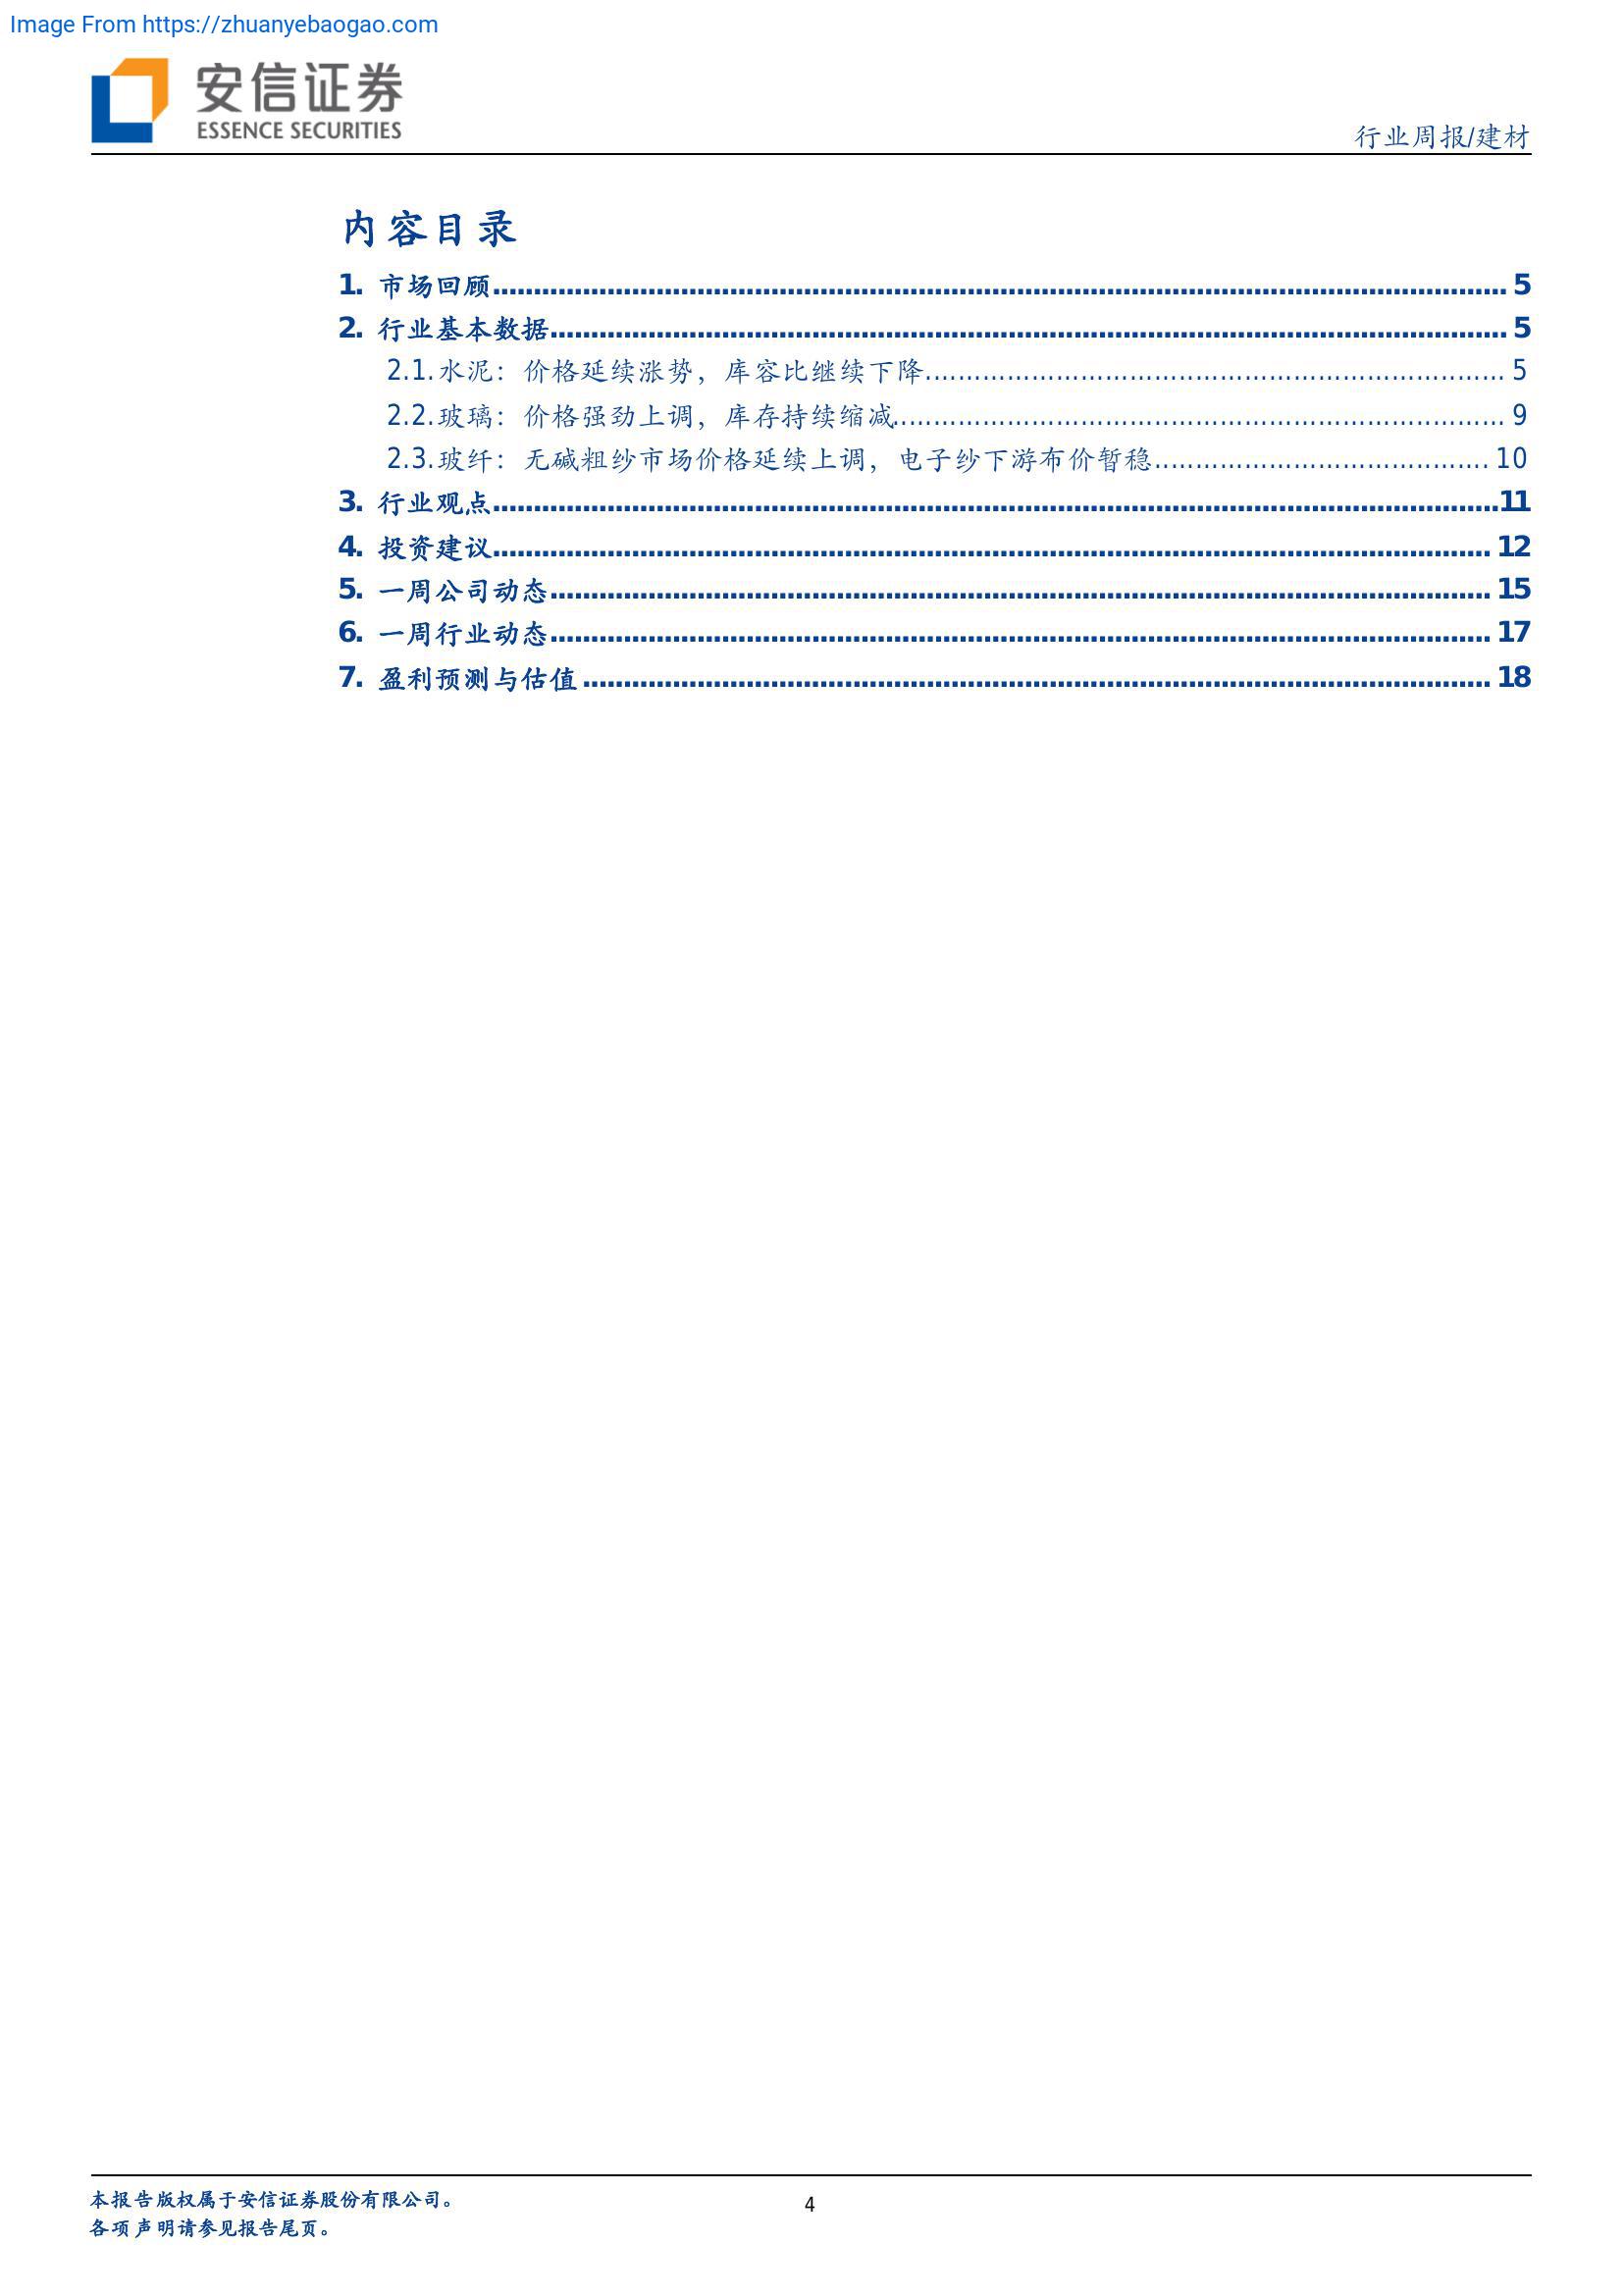 Image From https://zhuanyebaogao.com
安信证券
ESSENCE SECURITIES
行业周报/建材
内容目录
1. 市场回顾........................................................................................................................ 5
2. 行业基本数据................................................................................................................. 5
2.1. 水泥：价格延续涨势，库容比继续下降........................................................................ 5
2.2. 玻璃：价格强劲上调，库存持续缩减........................................................................... 9
2.3. 玻纤：无碱粗纱市场价格延续上调，电子纱下游布价暂稳........................................ 10
3. 行业观点........................................................................................................................11
4. 投资建议...................................................................................................................... 12
5. 一周公司动态............................................................................................................... 15
6. 一周行业动态............................................................................................................... 17
7. 盈利预测与估值............................................................................................................ 18
本报告版权属于安信证券股份有限公司。
4
各项声明请参见报告尾页。